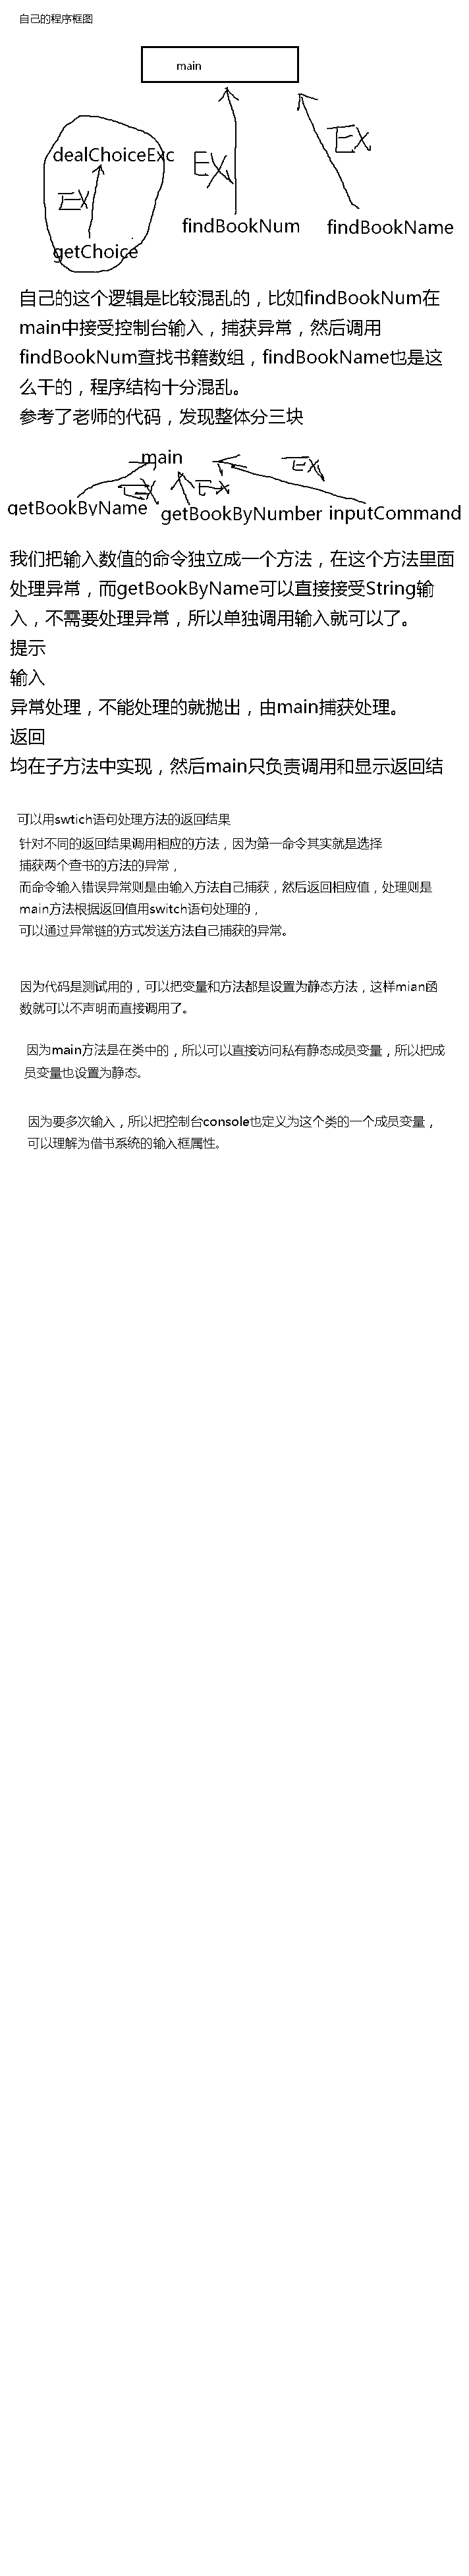 自己的程序框图
main
dealChoiceExc
EX
EX
EX
getChoice
findBookNum
findBookName
自己的这个逻辑是比较混乱的，比如findBookNum在
main中接受控制台输入，捕获异常，然后调用
findBookNum查找书籍数组，findBookName也是这
么干的，程序结构十分混乱。
参考了老师的代码，发现整体分三块
main
EX
EX
EX
getBookByName
getBookByNumber
inputCommand
我们把输入数值的命令独立成一个方法，在这个方法里面
处理异常，而getBookByName可以直接接受String输
入，不需要处理异常，所以单独调用输入就可以了。
提示
输入
异常处理，不能处理的就抛出，由main捕获处理。
返回
均在子方法中实现，然后main只负责调用和显示返回结
可以用swtich语句处理方法的返回结果
针对不同的返回结果调用相应的方法，因为第一命令其实就是选择
捕获两个查书的方法的异常，
而命令输入错误异常则是由输入方法自己捕获，然后返回相应值，处理则是
main方法根据返回值用switch语句处理的，
可以通过异常链的方式发送方法自己捕获的异常。
因为代码是测试用的，可以把变量和方法都是设置为静态方法，这样mian函
数就可以不声明而直接调用了。
因为main方法是在类中的，所以可以直接访问私有静态成员变量，所以把成
员变量也设置为静态。
因为要多次输入，所以把控制台console也定义为这个类的一个成员变量，
可以理解为借书系统的输入框属性。